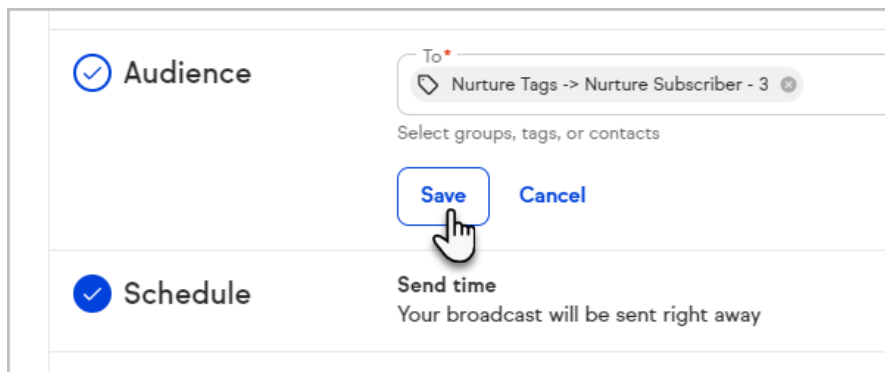 Audience
To*
Nurture Tags -> Nurture Subscriber - 3
Select groups, tags, or contacts
Save Cancel
Schedule
Send time
Your broadcast will be sent right away